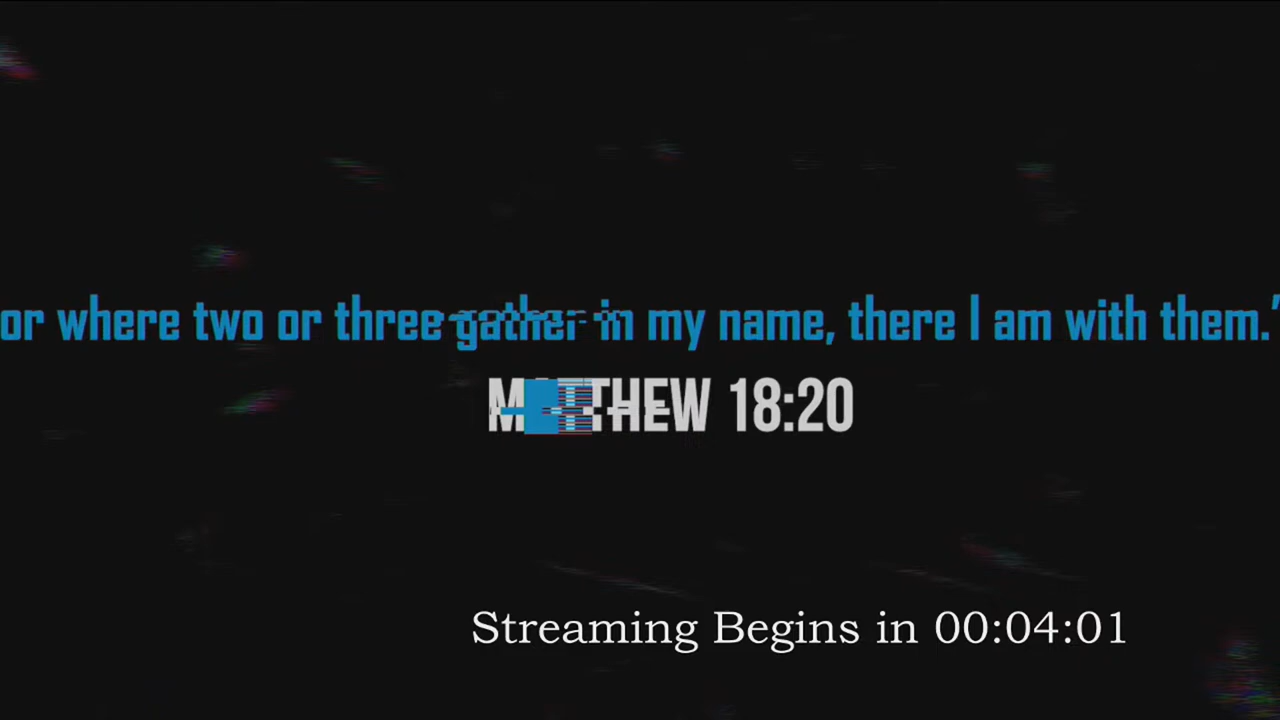 or where two or three gather in my name, there I am with them.'
MATTHEW 18:20
Streaming Begins in 00:04:01